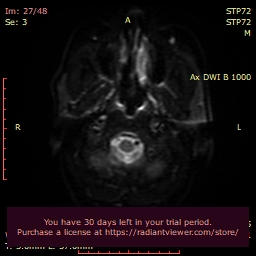 Im: 27/48
Se: 3
STP72
STP72
M
A
Ax DWI B 1000
R
L
You have 30 days left in your trial period.
Purchase a license at https://radiantviewer.com/store/